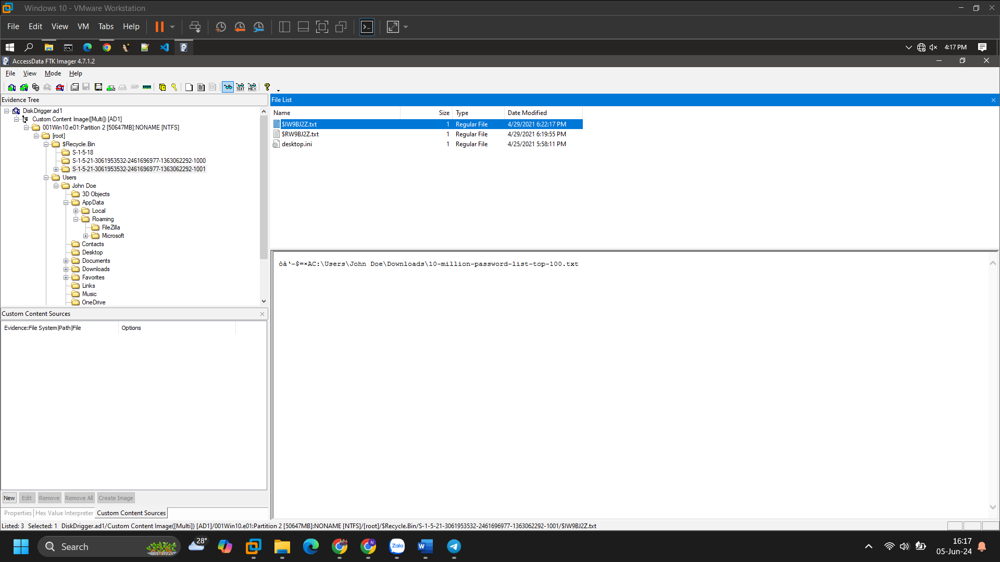 Windows 10 - VMware Workstation
File Edit View VM Tabs Help
4:17 PM
AccessData FTK Imager 4.7.1.2
File View Mode Help
Evidence Tree
DiskDrigger.ad1
Custom Content Image([Multi]) [AD1]
001Win10.e01:Partition 2 [50647MB]:NONAME [NTFS]
[root]
$Recycle.Bin
S-1-5-18
S-1-5-21-3061953532-2461696977-1363062292-1000
S-1-5-21-3061953532-2461696977-1363062292-1001
Users
John Doe
3D Objects
AppData
Local
Roaming
FileZilla
Microsoft
Contacts
Desktop
Documents
Downloads
Favorites
Links
Music
OneDrive
File List
Name Size Type Date Modified
$IW9BJ2Z.txt 1 Regular File 4/29/2021 6:22:17 PM
$RW9BJ2Z.txt 1 Regular File 4/29/2021 6:19:55 PM
desktop.ini 1 Regular File 4/25/2021 5:58:11 PM
òà‘–$=×AC:\Users\John Doe\Downloads\10-million-password-list-top-100.txt
Custom Content Sources
Evidence:File System|Path|File Options
New Edit Remove Remove All Create Image
Properties Hex Value Interpreter Custom Content Sources
Listed: 3 Selected: 1 DiskDrigger.ad1/Custom Content Image([Multi]) [AD1]/001Win10.e01:Partition 2 [50647MB]:NONAME [NTFS]/[root]/$Recycle.Bin/S-1-5-21-3061953532-2461696977-1363062292-1001/$IW9BJ2Z.txt
Search
28°
Zalo
16:17
05-Jun-24